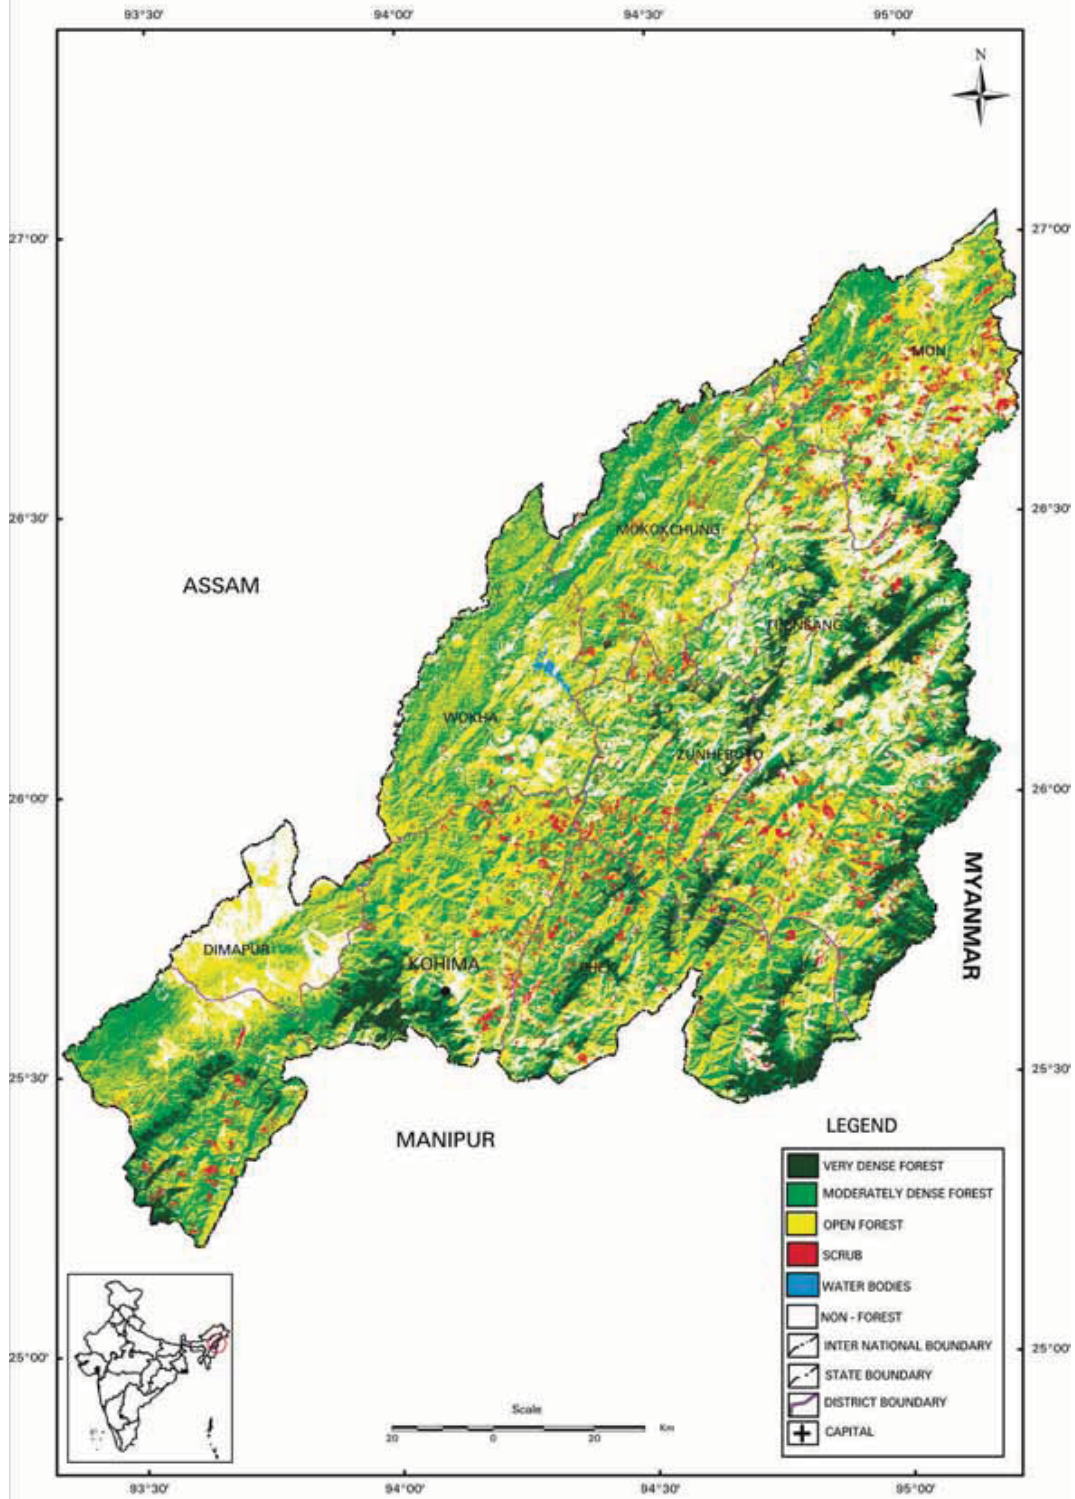 93°30' 94°00' 94°30' 95°00'
N
27°00' 27°00'
MON
26°30' 26°30'
MOKOKCHUNG
ASSAM
WOKHA
ZUNHEBOTO
26°00' 26°00'
MYANMAR
DIMAPUR
KOHIMA
PHEK
25°30' 25°30'
MANIPUR
LEGEND
VERY DENSE FOREST
MODERATELY DENSE FOREST
OPEN FOREST
SCRUB
WATER BODIES
NON - FOREST
INTER NATIONAL BOUNDARY
STATE BOUNDARY
DISTRICT BOUNDARY
CAPITAL
25°00' 25°00'
Scale
Km
20 0 20
93°30' 94°00' 94°30' 95°00'